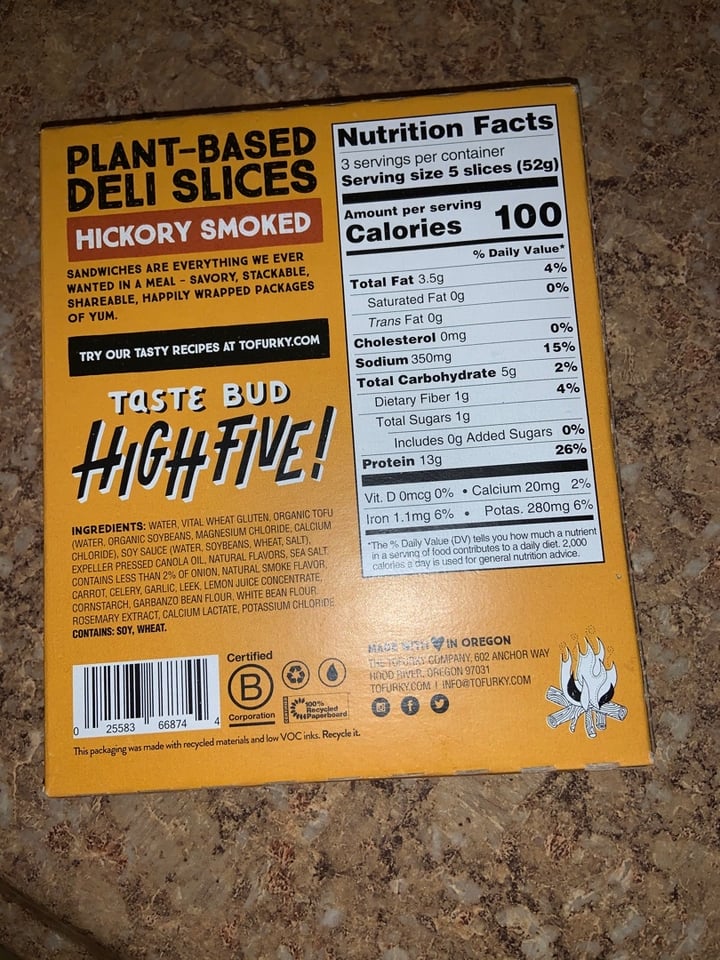 PLANT-BASED
DELI SLICES
HICKORY SMOKED
SANDWICHES ARE EVERYTHING WE EVER
WANTED IN A MEAL - SAVORY, STACKABLE,
SHAREABLE, HAPPILY WRAPPED PACKAGES
OF YUM.
TRY OUR TASTY RECIPES AT TOFURKY.COM
TASTE BUD
HIGH FIVE!
INGREDIENTS: WATER, VITAL WHEAT GLUTEN, ORGANIC TOFU
(WATER, ORGANIC SOYBEANS, MAGNESIUM CHLORIDE, CALCIUM
CHLORIDE), SOY SAUCE (WATER, SOYBEANS, WHEAT, SALT),
EXPELLER PRESSED CANOLA OIL, NATURAL FLAVORS, SEA SALT.
CONTAINS LESS THAN 2% OF ONION, NATURAL SMOKE FLAVOR,
CARROT, CELERY, GARLIC, LEEK, LEMON JUICE CONCENTRATE,
CORNSTARCH, GARBANZO BEAN FLOUR, WHITE BEAN FLOUR,
ROSEMARY EXTRACT, CALCIUM LACTATE, POTASSIUM CHLORIDE.
CONTAINS: SOY, WHEAT.
0 25583 66874 4
Certified
B
Corporation
100%
Recycled
Paperboard
This packaging was made with recycled materials and low VOC inks. Recycle it.
Nutrition Facts
3 servings per container
Serving size 5 slices (52g)
Amount per serving
Calories 100
% Daily Value*
Total Fat 3.5g 4%
Saturated Fat 0g 0%
Trans Fat 0g
Cholesterol 0mg 0%
Sodium 350mg 15%
Total Carbohydrate 5g 2%
Dietary Fiber 1g 4%
Total Sugars 1g
Includes 0g Added Sugars 0%
Protein 13g 26%
Vit. D 0mcg 0% • Calcium 20mg 2%
Iron 1.1mg 6% • Potas. 280mg 6%
*The % Daily Value (DV) tells you how much a nutrient
in a serving of food contributes to a daily diet. 2,000
calories a day is used for general nutrition advice.
MADE WITH IN OREGON
THE TOFURKY COMPANY, 602 ANCHOR WAY
HOOD RIVER, OREGON 97031
TOFURKY.COM | INFO@TOFURKY.COM